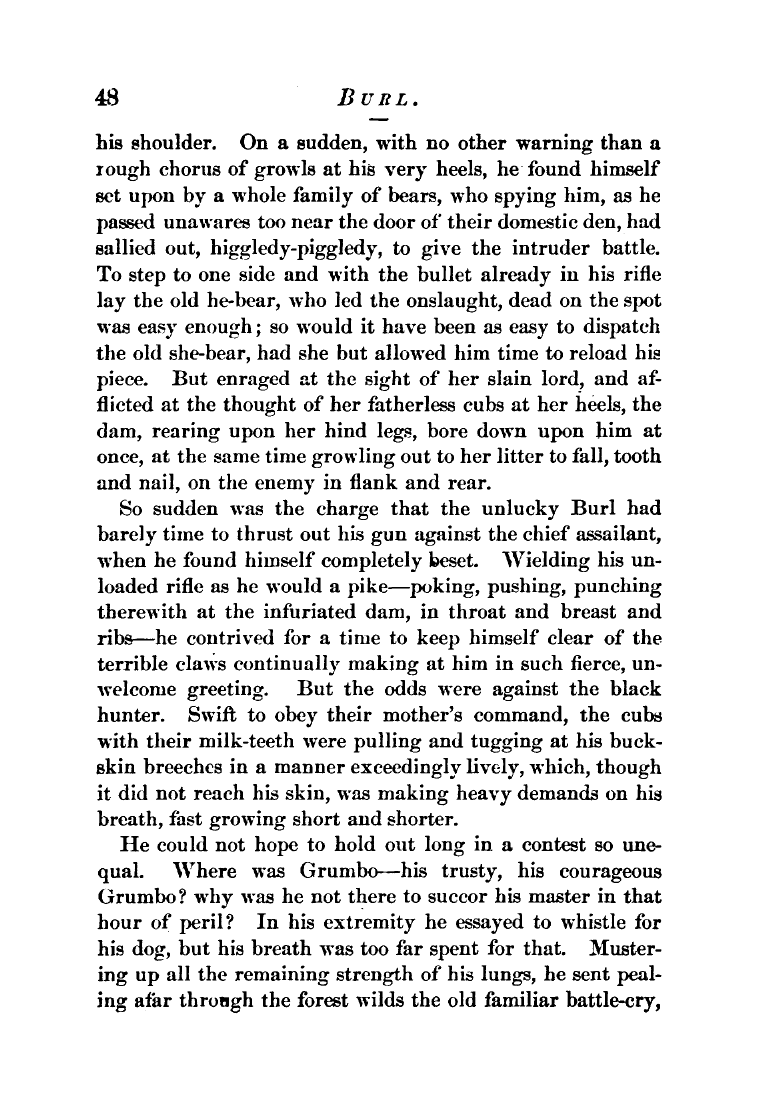 48 BURL.
his shoulder. On a sudden, with no other warning than a
rough chorus of growls at his very heels, he found himself
set upon by a whole family of bears, who spying him, as he
passed unawares too near the door of their domestic den, had
sallied out, higgledy-piggledy, to give the intruder battle.
To step to one side and with the bullet already in his rifle
lay the old he-bear, who led the onslaught, dead on the spot
was easy enough; so would it have been as easy to dispatch
the old she-bear, had she but allowed him time to reload his
piece. But enraged at the sight of her slain lord, and af-
flicted at the thought of her fatherless cubs at her heels, the
dam, rearing upon her hind legs, bore down upon him at
once, at the same time growling out to her litter to fall, tooth
and nail, on the enemy in flank and rear.
So sudden was the charge that the unlucky Burl had
barely time to thrust out his gun against the chief assailant,
when he found himself completely beset. Wielding his un-
loaded rifle as he would a pike—poking, pushing, punching
therewith at the infuriated dam, in throat and breast and
ribs—he contrived for a time to keep himself clear of the
terrible claws continually making at him in such fierce, un-
welcome greeting. But the odds were against the black
hunter. Swift to obey their mother's command, the cubs
with their milk-teeth were pulling and tugging at his buck-
skin breeches in a manner exceedingly lively, which, though
it did not reach his skin, was making heavy demands on his
breath, fast growing short and shorter.
He could not hope to hold out long in a contest so une-
qual. Where was Grumbo—his trusty, his courageous
Grumbo? why was he not there to succor his master in that
hour of peril? In his extremity he essayed to whistle for
his dog, but his breath was too far spent for that. Muster-
ing up all the remaining strength of his lungs, he sent peal-
ing afar through the forest wilds the old familiar battle-cry,